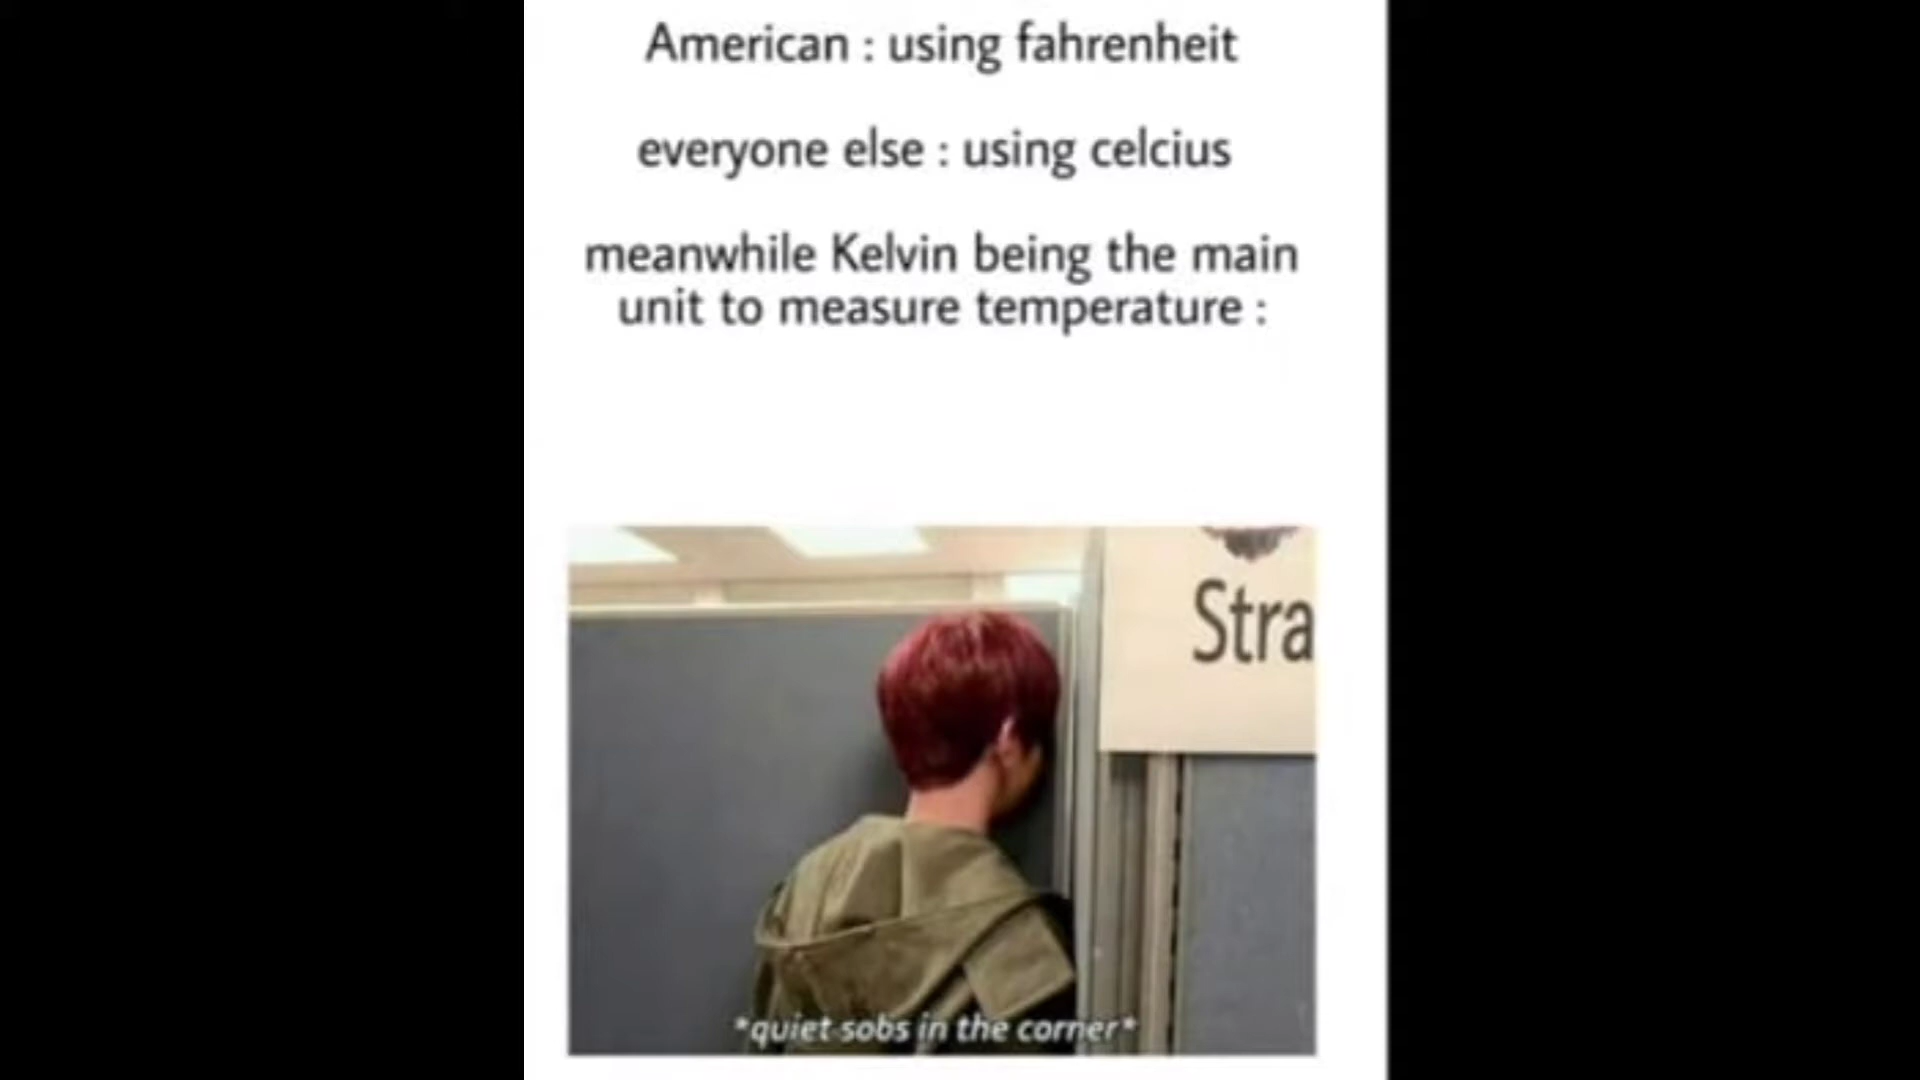 American : using fahrenheit
everyone else : using celcius
meanwhile Kelvin being the main
unit to measure temperature :
Stra
*quiet sobs in the corner*